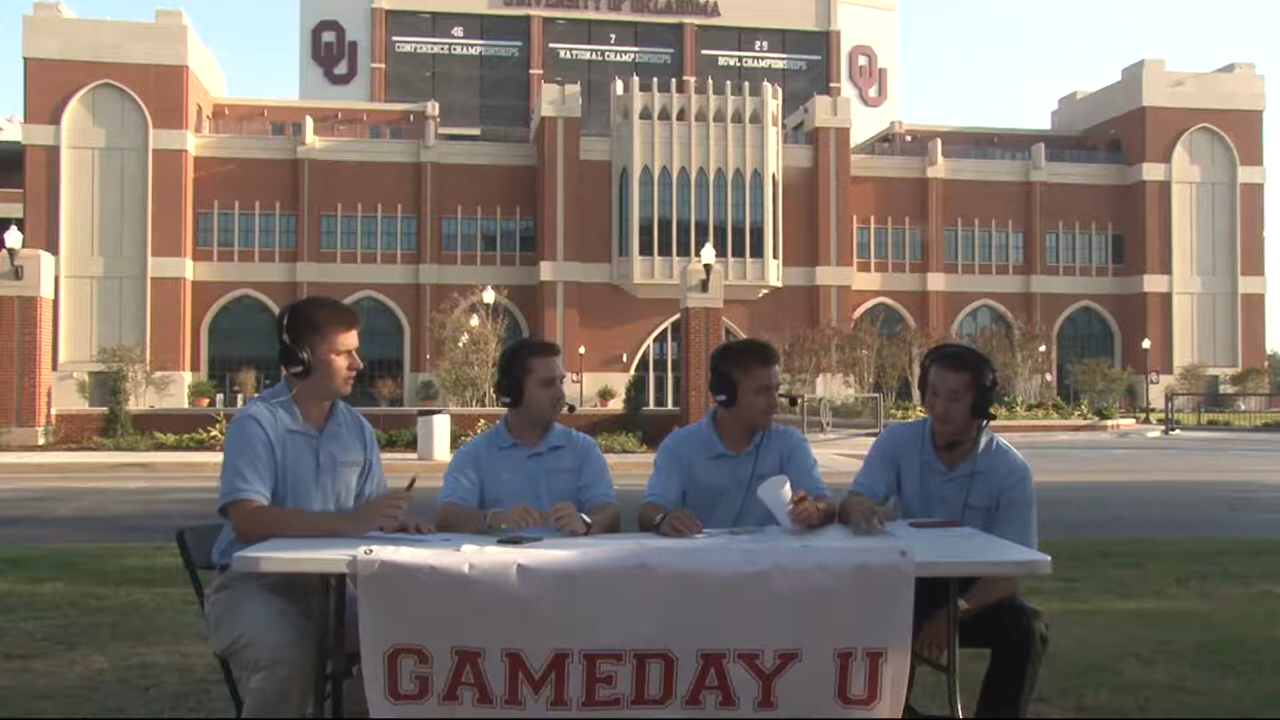 UNIVERSITY OF OKLAHOMA
46
CONFERENCE CHAMPIONSHIPS
7
NATIONAL CHAMPIONSHIPS
29
BOWL CHAMPIONSHIPS
OU
OU
GAMEDAY U